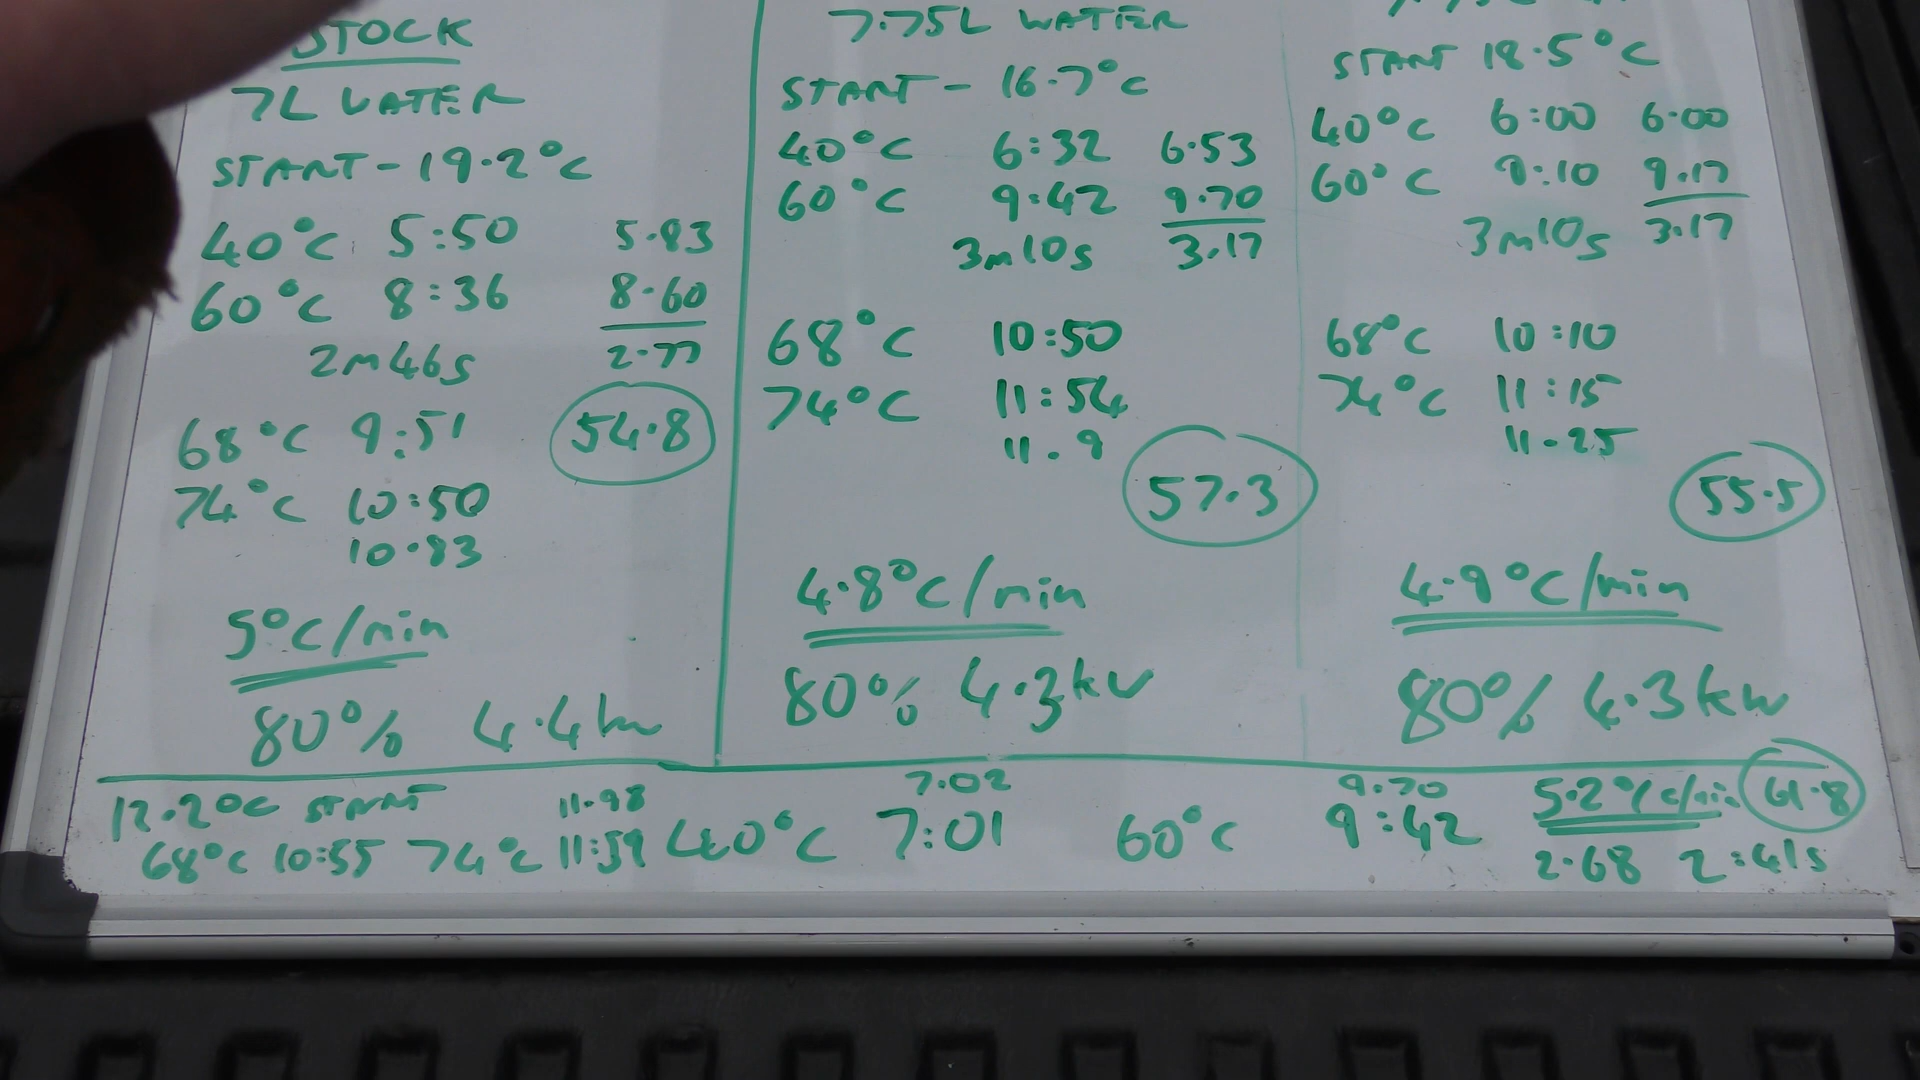 STOCK
7L WATER
START - 19.2°C
40°C 5:50 5.83
60°C 8:36 8.60
2m46s 2.77
68°C 9:51 54.8
74°C 10:50
10.83
5°C/min
80% 4.4kw
7.75L WATER
START - 16.7°C
40°C 6:32 6.53
60°C 9:42 9.70
3m10s 3.17
68°C 10:50
74°C 11:54
11.9
57.3
4.8°C/min
80% 4.3kw
START 18.5°C
40°C 6:00 6.00
60°C 9:10 9.17
3m10s 3.17
68°C 10:10
74°C 11:15
11.25
55.5
4.9°C/min
80% 4.3kw
12.2°C START 11.98 7.02 9.70 5.2°C/min 61.8
68°C 10:55 74°C 11:59 40°C 7:01 60°C 9:42 2.68 2:41s